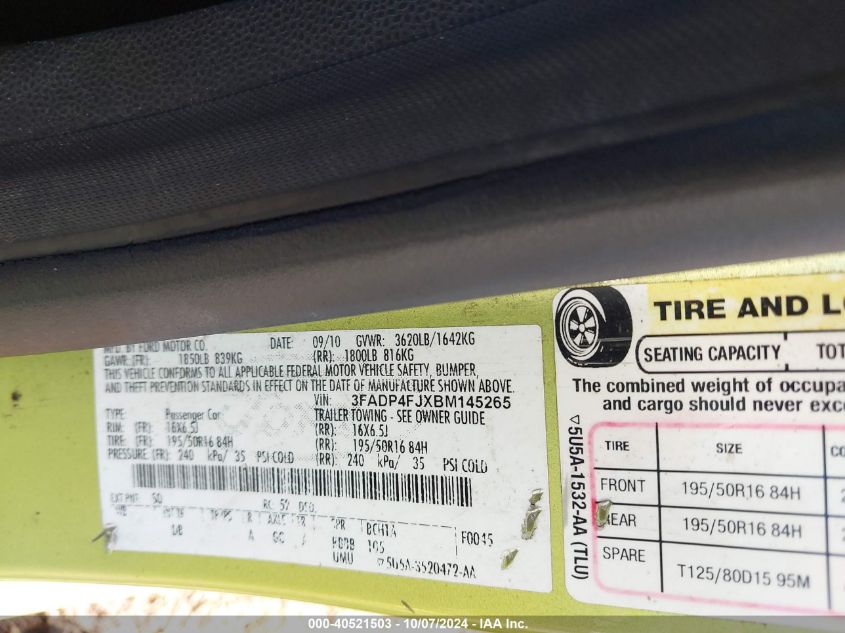 MFD. BY FORD MOTOR CO.
DATE: 09/10 GVWR: 3620LB/1642KG
GAWR (FR): 1850LB 839KG (RR): 1800LB 816KG
THIS VEHICLE CONFORMS TO ALL APPLICABLE FEDERAL MOTOR VEHICLE SAFETY, BUMPER,
AND THEFT PREVENTION STANDARDS IN EFFECT ON THE DATE OF MANUFACTURE SHOWN ABOVE.
VIN: 3FADP4FJXBM145265
TYPE: Passenger Car TRAILER TOWING - SEE OWNER GUIDE
RIM: (FR): 16X6.5J (RR): 16X6.5J
TIRE: (FR): 195/50R16 84H (RR): 195/50R16 84H
PRESSURE (FR): 240 kPa/ 35 PSI COLD (RR): 240 kPa/ 35 PSI COLD
EXT PNT: RC: 52
F0045
UMU
TIRE AND
SEATING CAPACITY
The combined weight of
and cargo should never
▽5U5A-1532-AA (TLU)
TIRE SIZE
FRONT 195/50R16 84H
REAR 195/50R16 84H
SPARE T125/80D15 95M
000-40521503 - 10/07/2024 - IAA Inc.